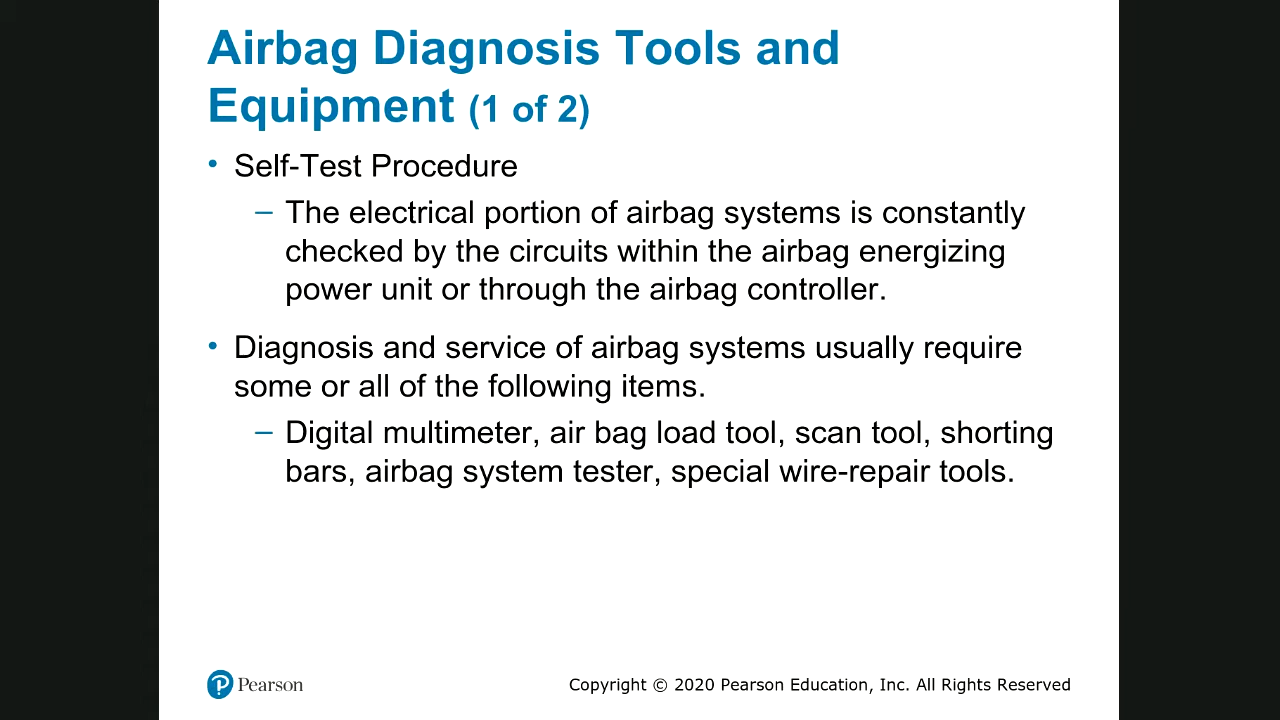 Airbag Diagnosis Tools and
Equipment (1 of 2)
• Self-Test Procedure
– The electrical portion of airbag systems is constantly
checked by the circuits within the airbag energizing
power unit or through the airbag controller.
• Diagnosis and service of airbag systems usually require
some or all of the following items.
– Digital multimeter, air bag load tool, scan tool, shorting
bars, airbag system tester, special wire-repair tools.
Pearson
Copyright © 2020 Pearson Education, Inc. All Rights Reserved